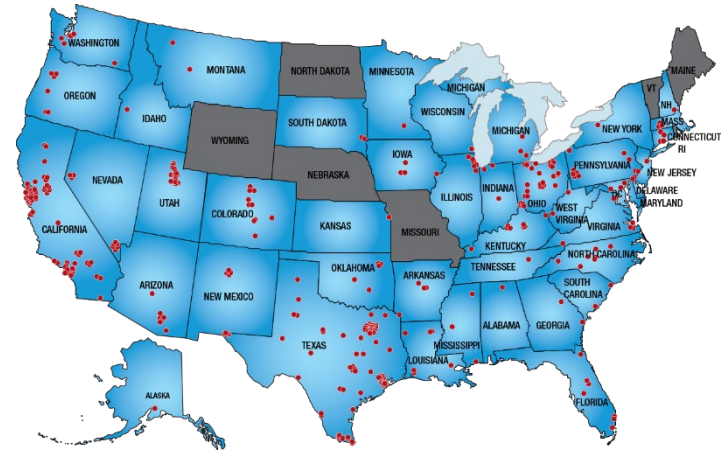 WASHINGTON
MONTANA
NORTH DAKOTA
MINNESOTA
MICHIGAN
VT
MAINE
NH
OREGON
IDAHO
SOUTH DAKOTA
WISCONSIN
MICHIGAN
NEW YORK
MASS
CONNECTICUT
RI
WYOMING
IOWA
PENNSYLVANIA
NEW JERSEY
NEVADA
UTAH
COLORADO
NEBRASKA
ILLINOIS
INDIANA
OHIO
WEST
VIRGINIA
DC
DELAWARE
MARYLAND
CALIFORNIA
KANSAS
MISSOURI
KENTUCKY
VIRGINIA
ARIZONA
NEW MEXICO
OKLAHOMA
ARKANSAS
TENNESSEE
NORTH CAROLINA
SOUTH
CAROLINA
TEXAS
LOUISIANA
MISSISSIPPI
ALABAMA
GEORGIA
ALASKA
FLORIDA